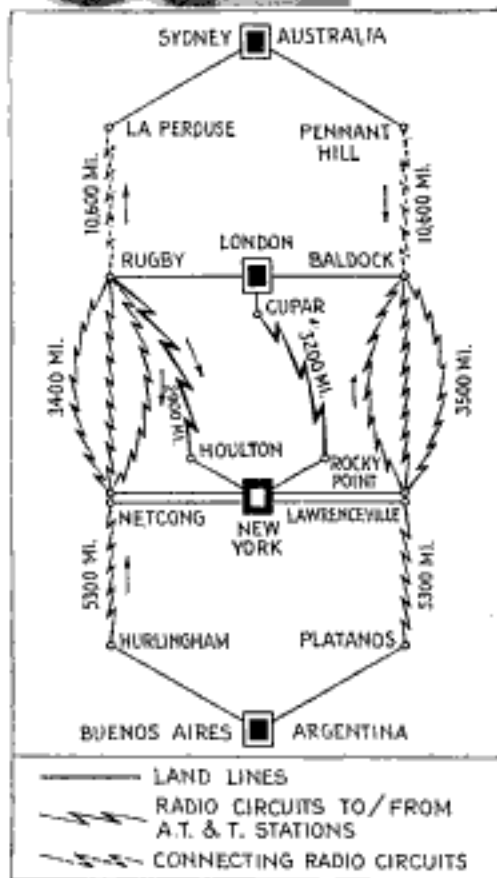 SYDNEY AUSTRALIA
LA PEROUSE
PENNANT
HILL
10,600 MI.
10,600 MI.
LONDON
RUGBY
BALDOCK
CUPAR
3400 MI.
2900 MI.
3200 MI.
3500 MI.
HOULTON
ROCKY
POINT
NETCONG
NEW
YORK
LAWRENCEVILLE
5300 MI.
5300 MI.
HURLINGHAM
PLATANOS
BUENOS AIRES ARGENTINA
LAND LINES
RADIO CIRCUITS TO/FROM
A.T. & T. STATIONS
CONNECTING RADIO CIRCUITS